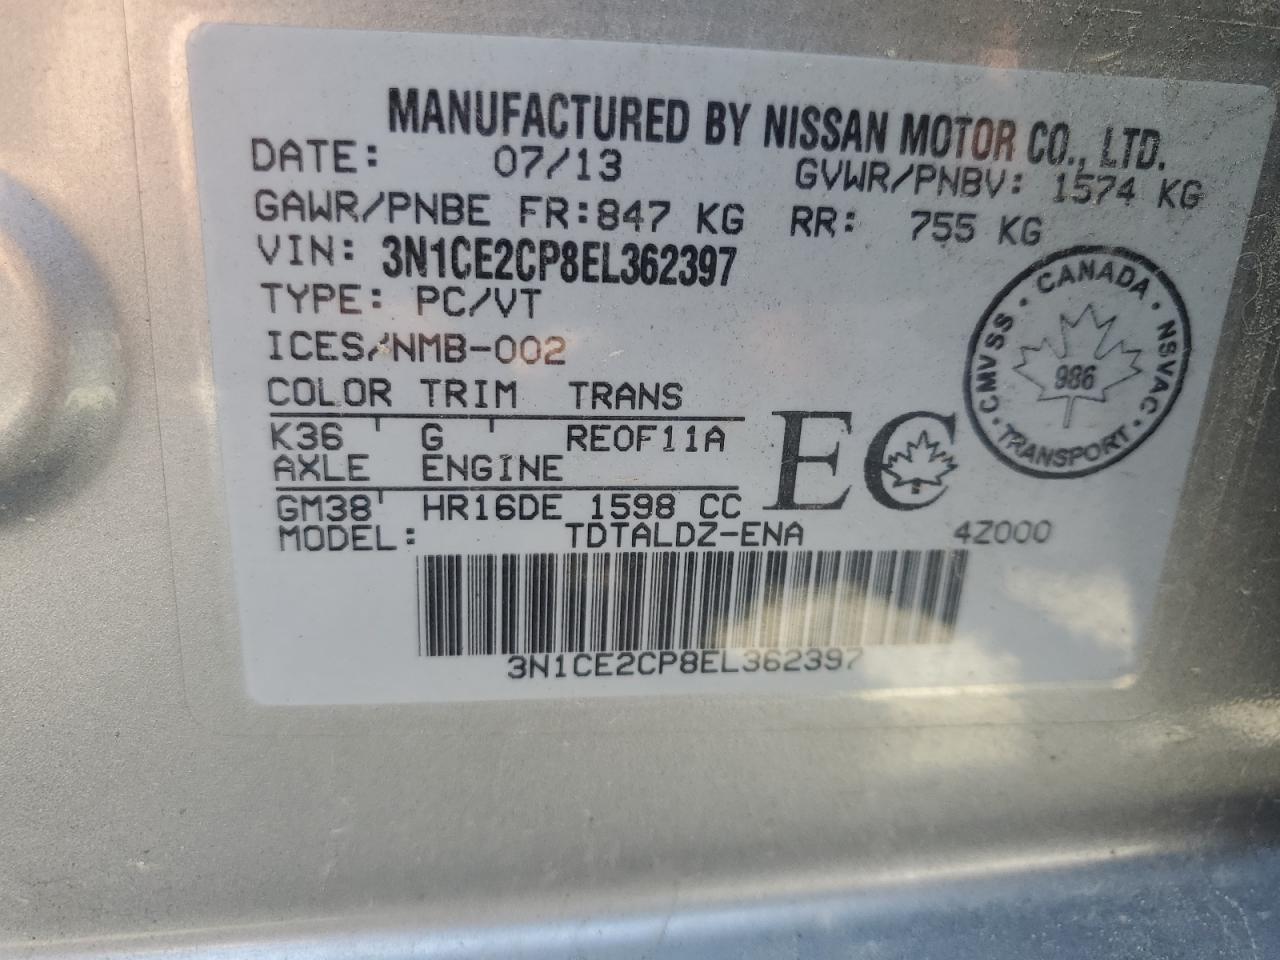 MANUFACTURED BY NISSAN MOTOR CO., LTD.
DATE: 07/13 GVWR/PNBV: 1574 KG
GAWR/PNBE FR:847 KG RR: 755 KG
VIN: 3N1CE2CP8EL362397
TYPE: PC/VT
ICES/NMB-002
COLOR TRIM TRANS
K36 G RE0F11A
AXLE ENGINE
GM38 HR16DE 1598 CC
MODEL: TDTALDZ-ENA 4Z000
3N1CE2CP8EL362397
EC
CMVSS · CANADA · NSVAC · TRANSPORT ·
986